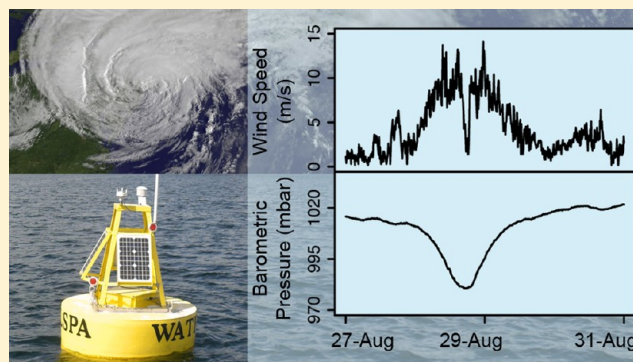 Wind Speed
(m/s)
15
10
5
0
Barometric
Pressure (mbar)
1020
995
970
27-Aug
29-Aug
31-Aug
ASPA
WAT